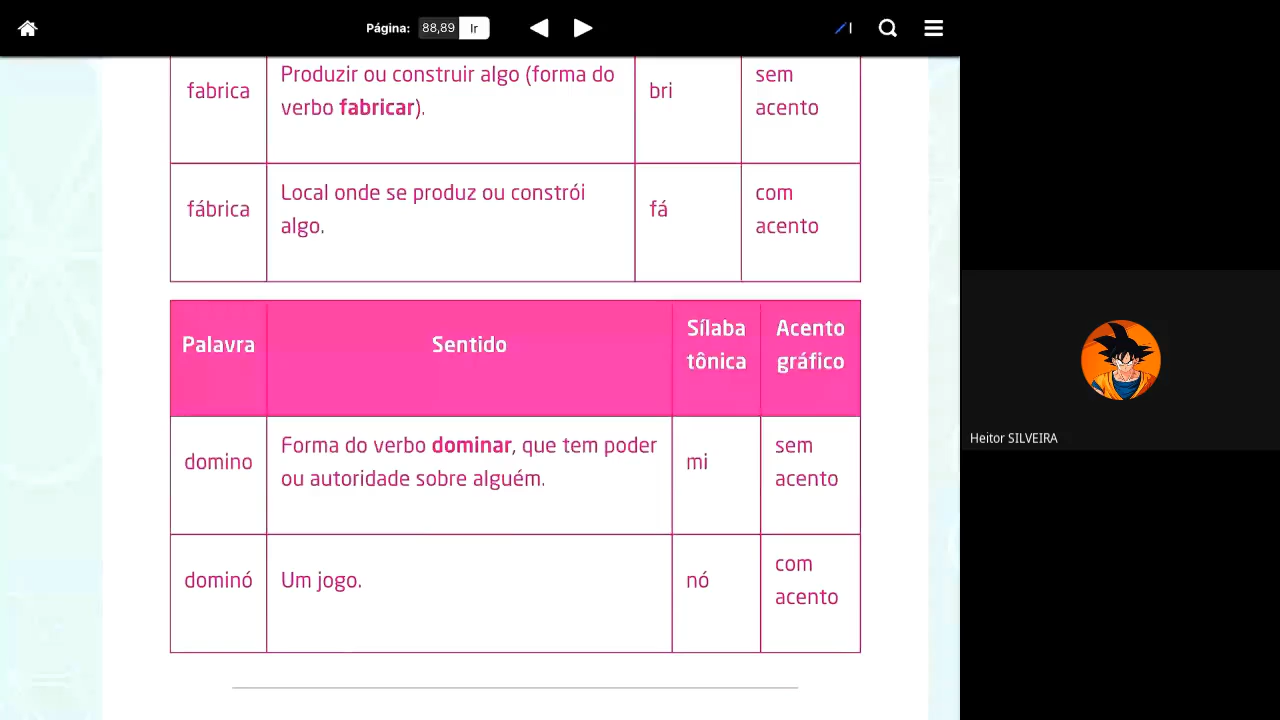 Página: 88,89 Ir
fabrica
Produzir ou construir algo (forma do
verbo fabricar).
bri
sem
acento
fábrica
Local onde se produz ou constrói
algo.
fá
com
acento
Palavra
Sentido
Sílaba
tônica
Acento
gráfico
domino
Forma do verbo dominar, que tem poder
ou autoridade sobre alguém.
mi
sem
acento
dominó
Um jogo.
nó
com
acento
Heitor SILVEIRA